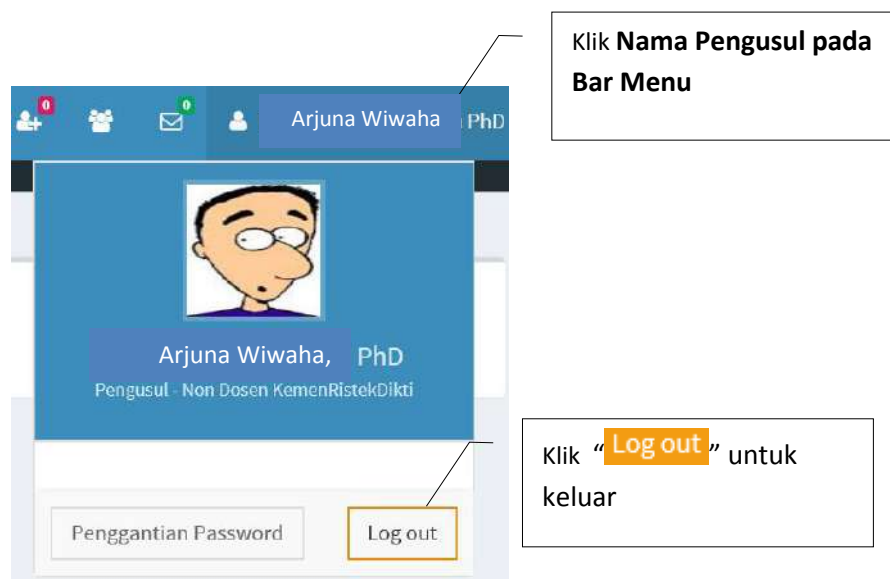 Klik Nama Pengusul pada
Bar Menu
0
0
Arjuna Wiwaha PhD
Arjuna Wiwaha, PhD
Pengusul - Non Dosen KemenRistekDikti
Klik “Log out” untuk
keluar
Penggantian Password
Log out